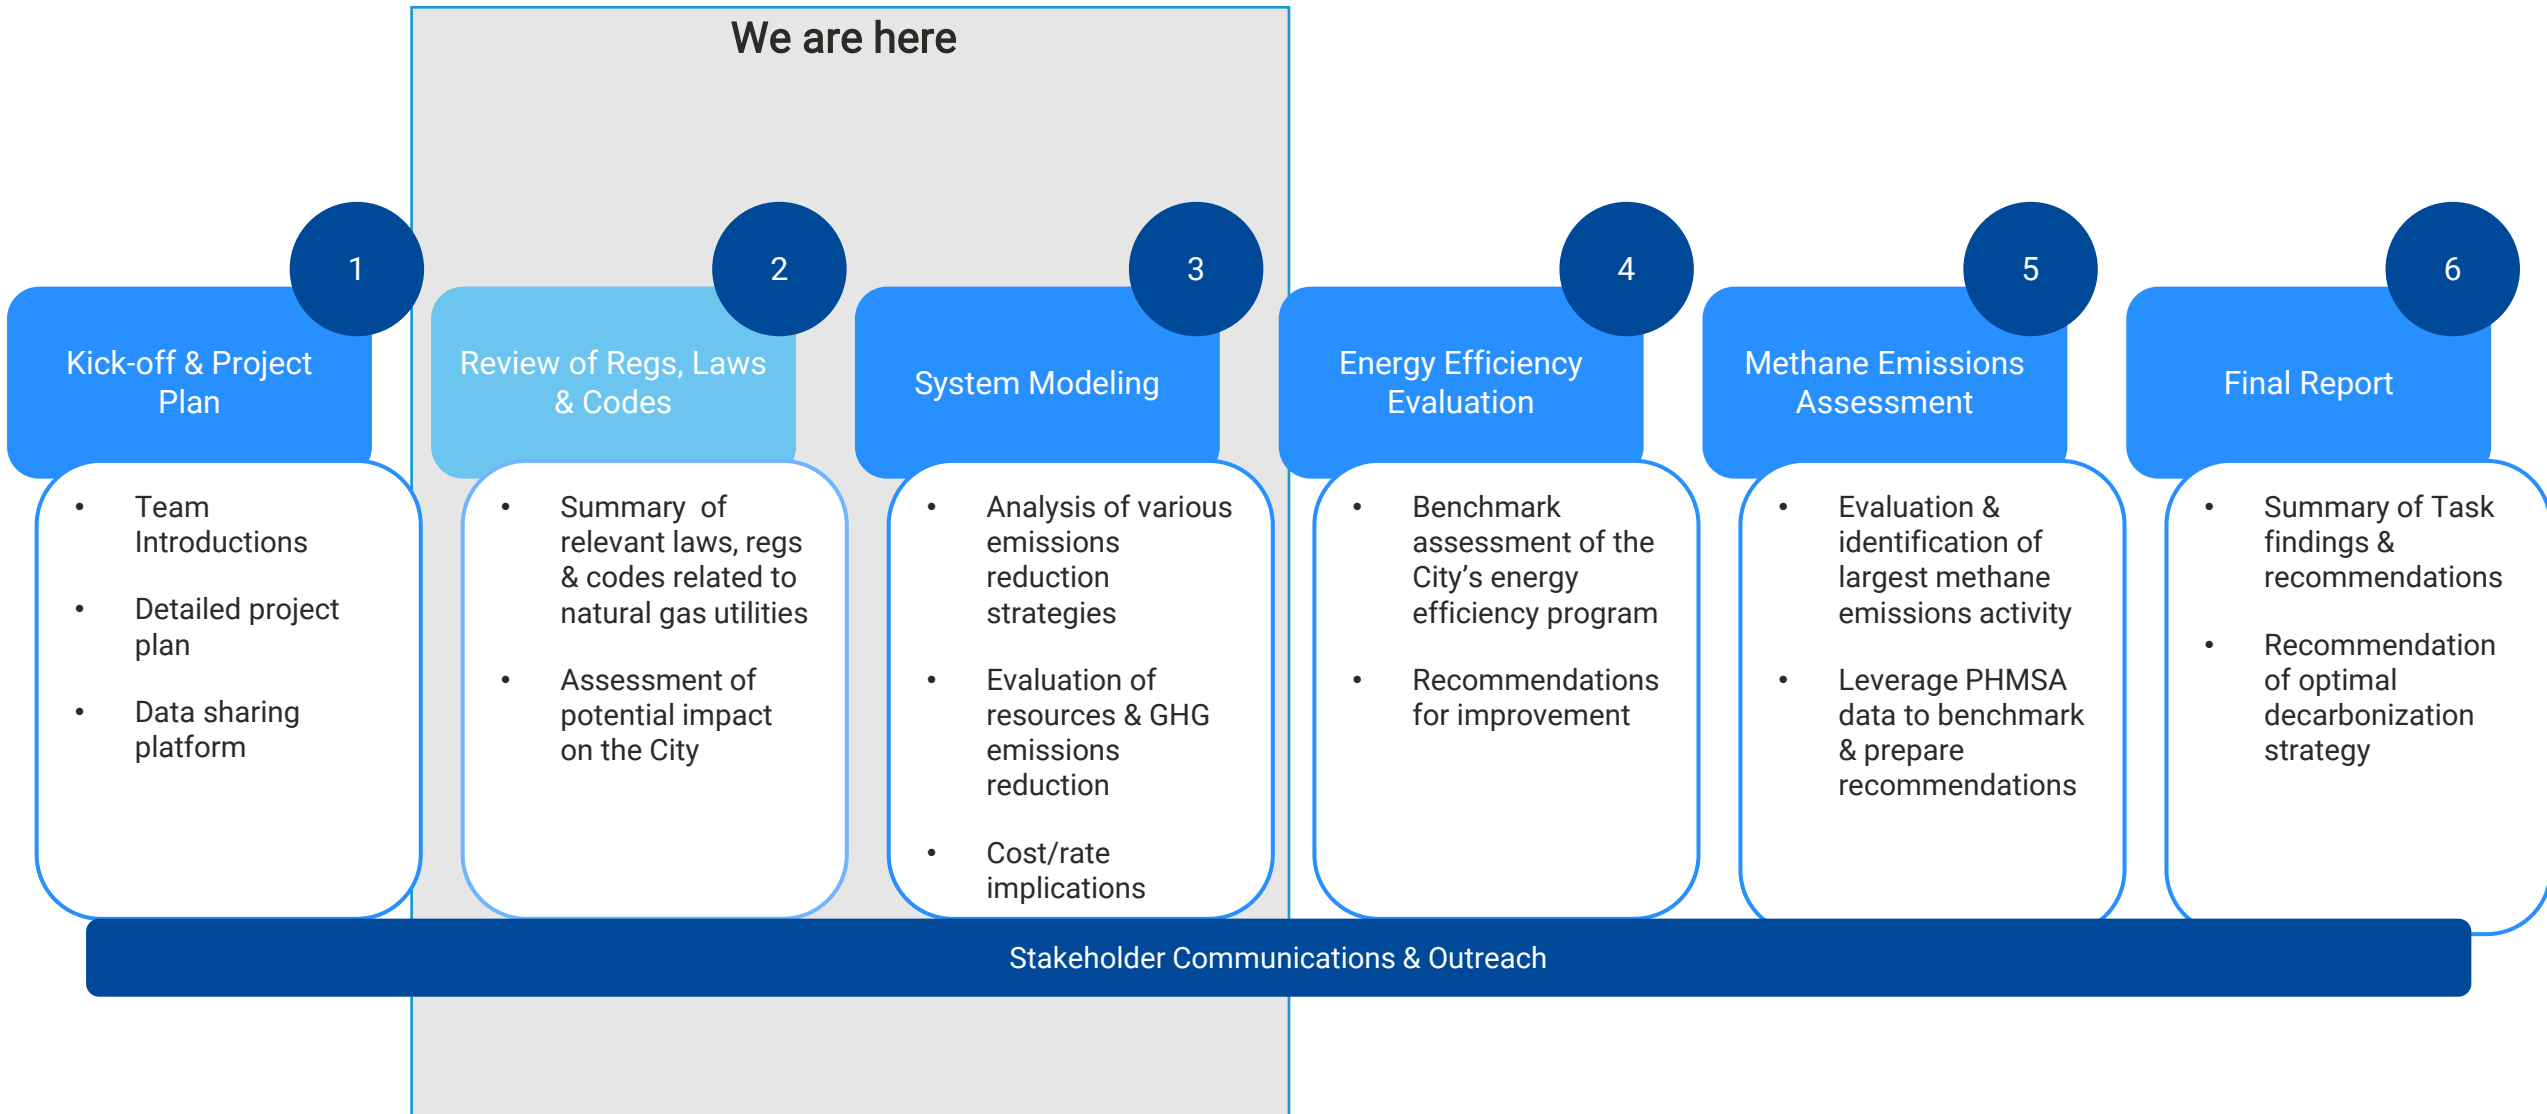 We are here
1
Kick-off & Project
Plan
• Team
Introductions
• Detailed project
plan
• Data sharing
platform
2
Review of Regs, Laws
& Codes
• Summary of
relevant laws, regs
& codes related to
natural gas utilities
• Assessment of
potential impact
on the City
3
System Modeling
• Analysis of various
emissions
reduction
strategies
• Evaluation of
resources & GHG
emissions
reduction
• Cost/rate
implications
4
Energy Efficiency
Evaluation
• Benchmark
assessment of the
City’s energy
efficiency program
• Recommendations
for improvement
5
Methane Emissions
Assessment
• Evaluation &
identification of
largest methane
emissions activity
• Leverage PHMSA
data to benchmark
& prepare
recommendations
6
Final Report
• Summary of Task
findings &
recommendations
• Recommendation
of optimal
decarbonization
strategy
Stakeholder Communications & Outreach